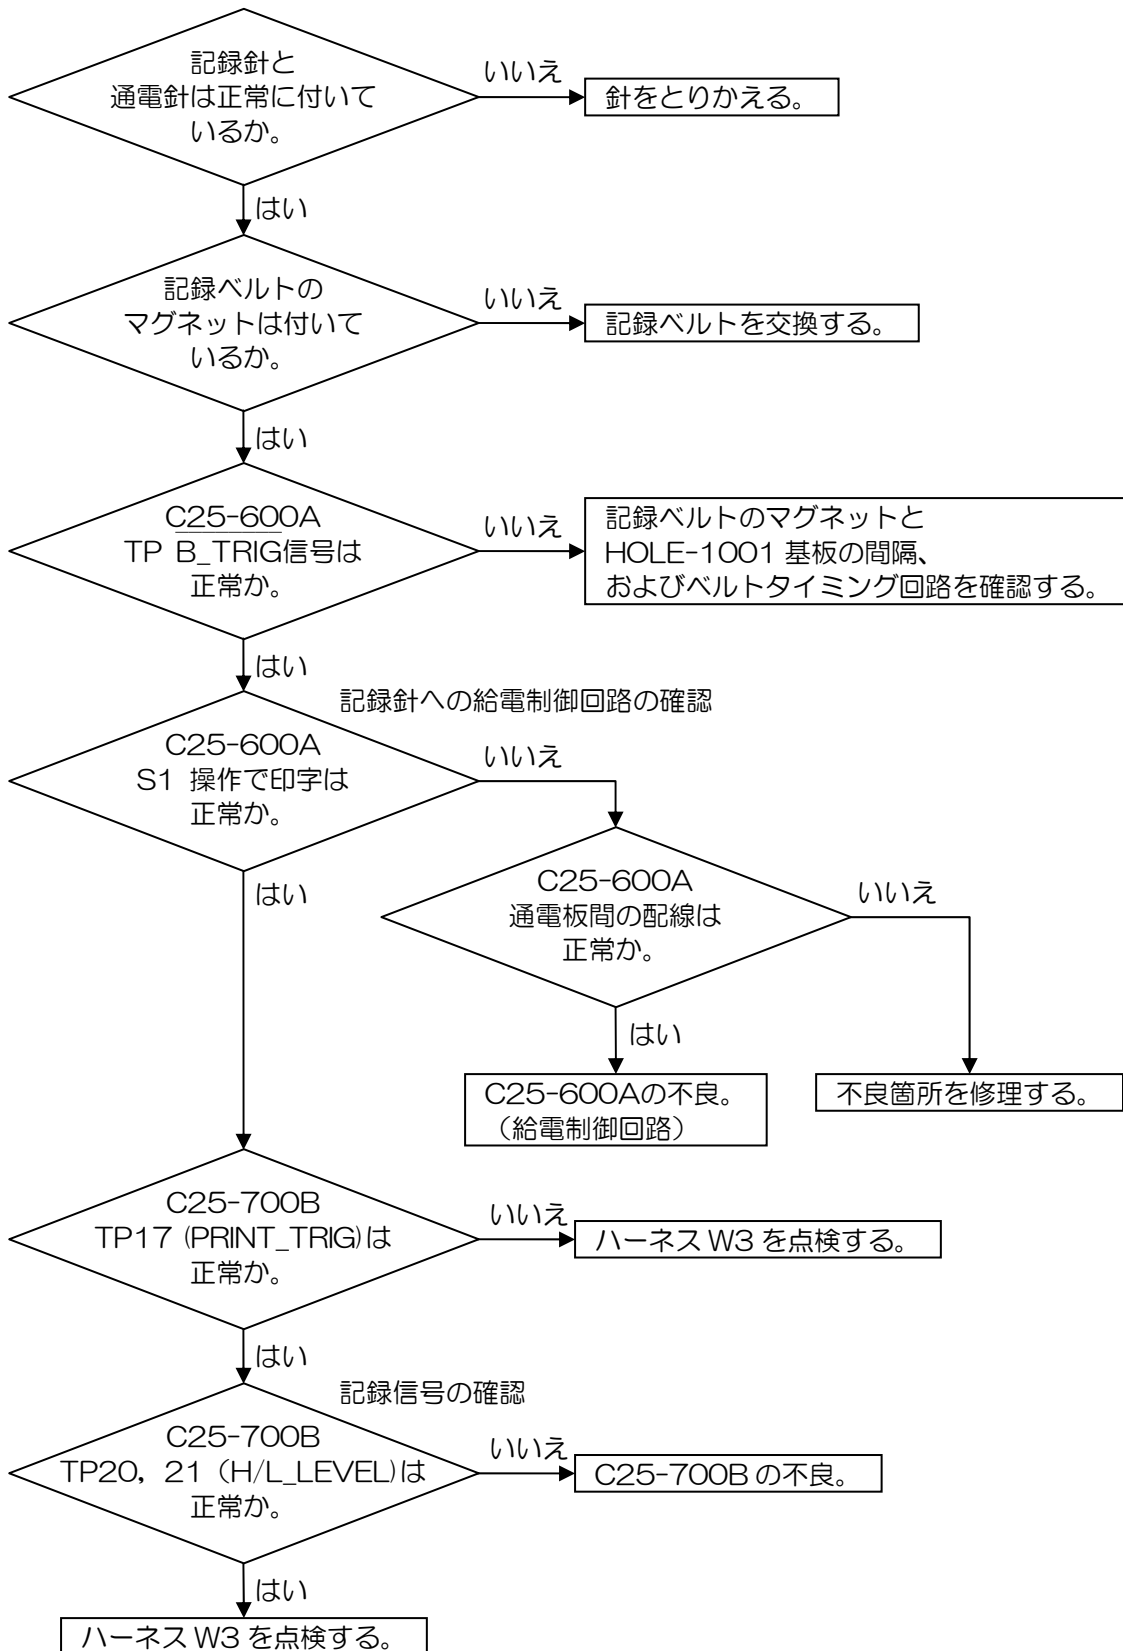 記録針と
通電針は正常に付いて
いるか。
いいえ
針をとりかえる。
はい
記録ベルトの
マグネットは付いて
いるか。
いいえ
記録ベルトを交換する。
はい
C25-600A
TP B_TRIG信号は
正常か。
いいえ
記録ベルトのマグネットと
HOLE-1001 基板の間隔、
およびベルトタイミング回路を確認する。
はい
記録針への給電制御回路の確認
C25-600A
S1 操作で印字は
正常か。
いいえ
はい
C25-600A
通電板間の配線は
正常か。
いいえ
はい
C25-600Aの不良。
（給電制御回路）
不良箇所を修理する。
C25-700B
TP17 (PRINT_TRIG)は
正常か。
いいえ
ハーネス W3 を点検する。
はい
記録信号の確認
C25-700B
TP20，21（H/L_LEVEL)は
正常か。
いいえ
C25-700B の不良。
はい
ハーネス W3 を点検する。